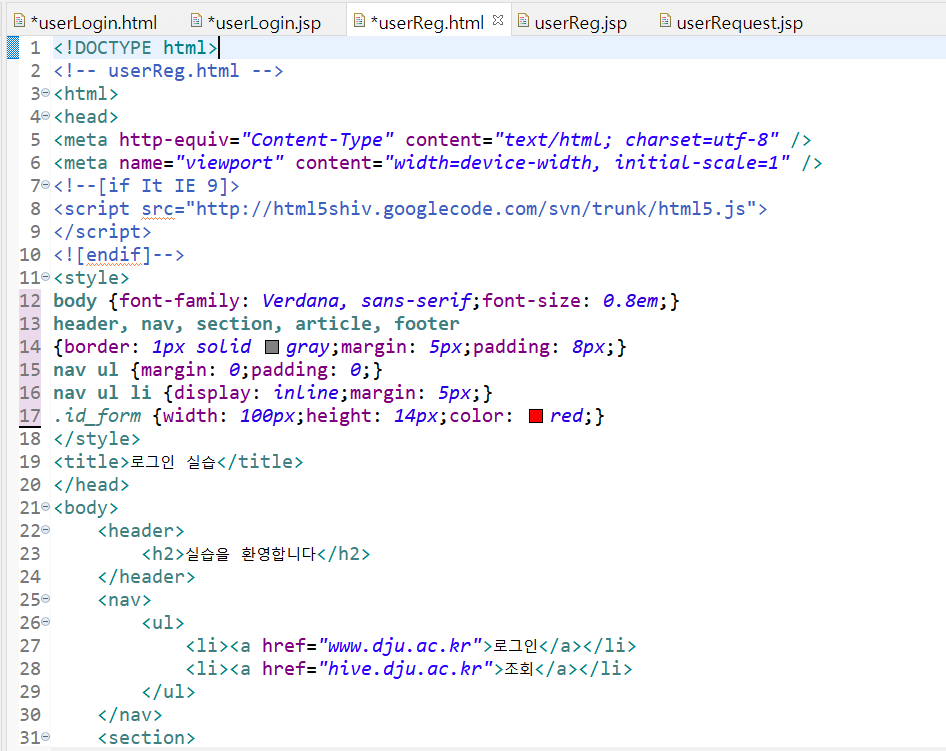 *userLogin.html *userLogin.jsp *userReg.html userReg.jsp userRequest.jsp
1 <!DOCTYPE html>
2 <!-- userReg.html -->
3 <html>
4 <head>
5 <meta http-equiv="Content-Type" content="text/html; charset=utf-8" />
6 <meta name="viewport" content="width=device-width, initial-scale=1" />
7 <!--[if It IE 9]>
8 <script src="http://html5shiv.googlecode.com/svn/trunk/html5.js">
9 </script>
10 <![endif]-->
11 <style>
12 body {font-family: Verdana, sans-serif;font-size: 0.8em;}
13 header, nav, section, article, footer
14 {border: 1px solid gray;margin: 5px;padding: 8px;}
15 nav ul {margin: 0;padding: 0;}
16 nav ul li {display: inline;margin: 5px;}
17 .id_form {width: 100px;height: 14px;color: red;}
18 </style>
19 <title>로그인 실습</title>
20 </head>
21 <body>
22 <header>
23 <h2>실습을 환영합니다</h2>
24 </header>
25 <nav>
26 <ul>
27 <li><a href="www.dju.ac.kr">로그인</a></li>
28 <li><a href="hive.dju.ac.kr">조회</a></li>
29 </ul>
30 </nav>
31 <section>